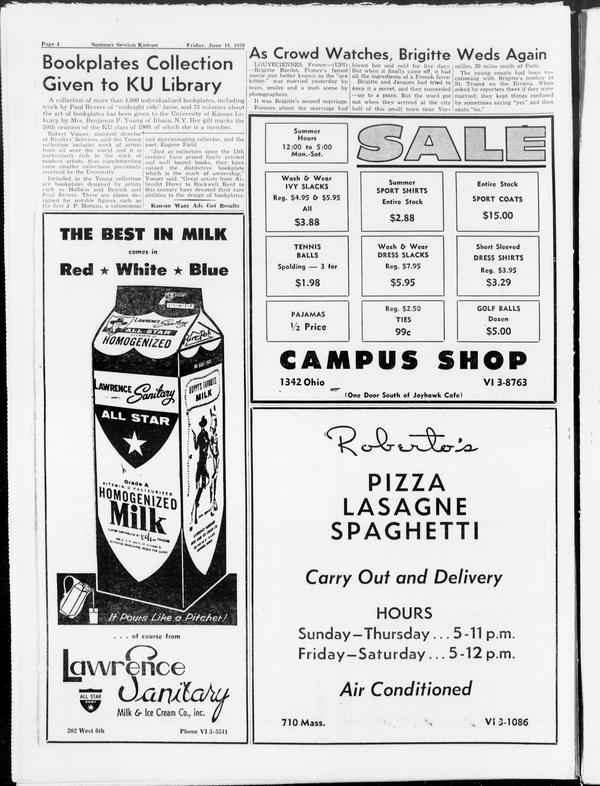 Page 4 Summer Session Kansan Friday, June 19, 1959
Bookplates Collection
Given to KU Library
A collection of more than 4,000 individualized bookplates, including
work by Paul Revere of "midnight ride" fame, and 73 volumes about
the art of bookplates has been given to the University of Kansas Li-
brary by Mrs. Benjamin P. Young of Ithaca, N.Y. Her gift marks the
50th reunion of the KU class of 1909, of which she is a member.
Robert Vosper, assistant director
of Readers' Services, said the Young
collection includes work of artists
from all over the world and it is
particularly rich in the work of
modern artists, thus supplementing
some smaller collections previously
received for the University.
Included in the Young collection
are bookplates designed by artists
such as Holbein and Bewick and
Paul Revere. There are plates de-
signed for notable figures such as
the first J. P. Morgan, a voluminous
and discriminating collector, and the
poet, Eugene Field.
"Just as collectors since the 15th
century have prized finely printed
and well bound books, they have
valued the distinctive bookplate
which is the mark of ownership,"
Vosper said. "Great artists from Al-
brecht Durer to Rockwell Kent in
this century have devoted their rare
abilities to the design of bookplates.
Kansan Want Ads Get Results
As Crowd Watches, Brigitte Weds Again
LOUVECIENNES, France—(UPI)
—Brigitte Bardot, France's famed
movie star better known as the "sex
kitten," was married yesterday by
tears, smiles and a mob scene by
photographers.
It was Brigitte's second marriage.
Rumors about the marriage had
blown hot and cold for five days.
But when it finally came off, it had
all the ingredients of a French farce.
Brigitte and Jacques had tried to
keep it a secret, and they succeeded
—up to a point. But the word got
out when they arrived at the city
hall of this small town near Ver-
sailles, 20 miles south of Paris.
The young couple had been va-
cationing with Brigitte's mother at
St. Tropez on the Riviera. When
asked by reporters there if they were
married, they kept things confused
by sometimes saying "yes" and then
again "no."
THE BEST IN MILK
comes in
Red ★ White ★ Blue
LAWRENCE Sanitary
ALL STAR
HOMOGENIZED
Pure Pak
LAWRENCE Sanitary
ALL STAR
HOPPY'S FAVORITE
MILK
Grade A
VITAMIN D PASTEURIZED
HOMOGENIZED
Milk
It Pours Like a Pitcher!
. . . of course from
Lawrence
Sanitary
ALL STAR
DAIRY
Milk & Ice Cream Co., inc.
202 West 6th Phone VI 3-5511
Summer
Hours
12:00 to 5:00
Mon.-Sat.
SALE
Wash & Wear
IVY SLACKS
Reg. $4.95 & $5.95
All
$3.88
Summer
SPORT SHIRTS
Entire Stock
$2.88
Entire Stock
SPORT COATS
$15.00
TENNIS
BALLS
Spalding — 3 for
$1.98
Wash & Wear
DRESS SLACKS
Reg. $7.95
$5.95
Short Sleeved
DRESS SHIRTS
Reg. $3.95
$3.29
PAJAMAS
½ Price
Reg. $2.50
TIES
99c
GOLF BALLS
Dozen
$5.00
CAMPUS SHOP
1342 Ohio VI 3-8763
(One Door South of Jayhawk Cafe)
Roberto's
PIZZA
LASAGNE
SPAGHETTI
Carry Out and Delivery
HOURS
Sunday—Thursday . . . 5-11 p.m.
Friday—Saturday . . . 5-12 p.m.
Air Conditioned
710 Mass. VI 3-1086